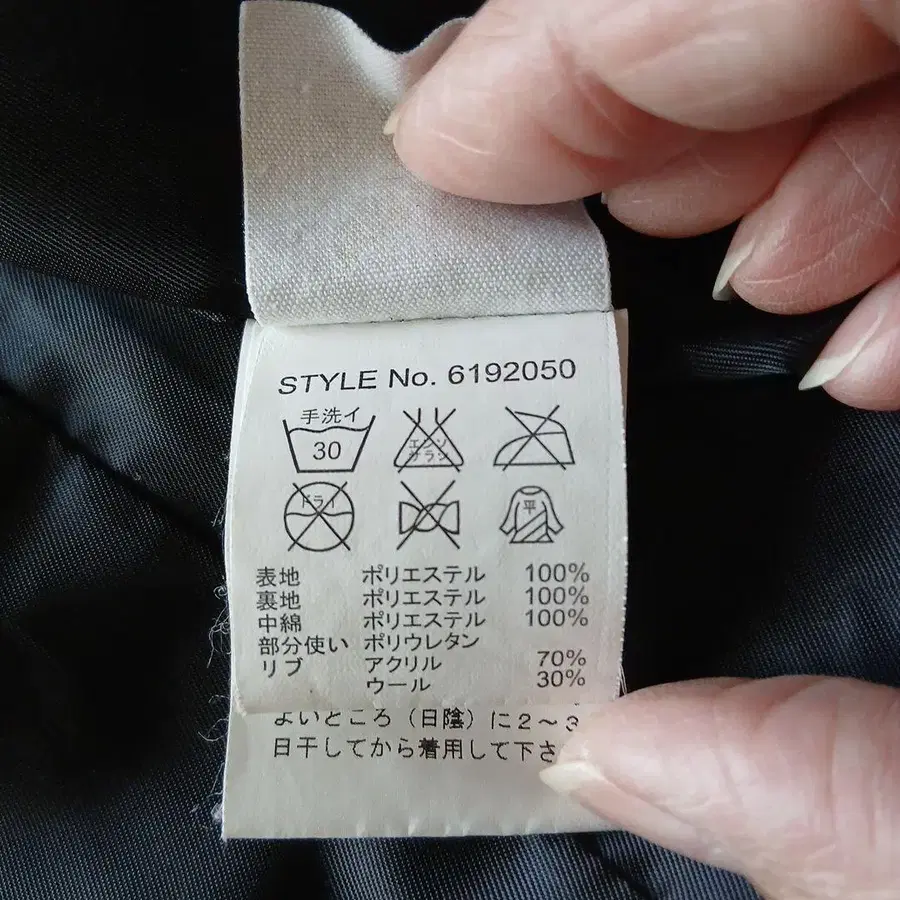 STYLE No. 6192050
手洗イ
30
エンソ
サラシ
ドライ
平
表地 ポリエステル 100%
裏地 ポリエステル 100%
中綿 ポリエステル 100%
部分使い ポリウレタン
リブ アクリル 70%
ウール 30%
よいところ（日陰）に2～3
日干してから着用して下さ